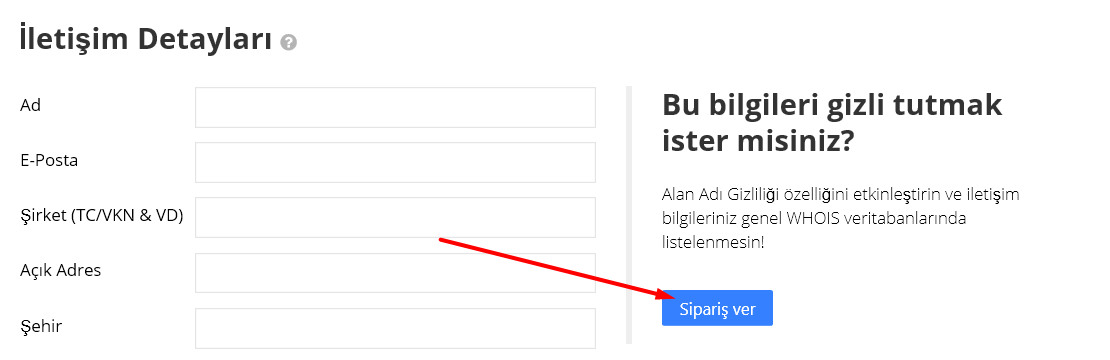 İletişim Detayları ?
Ad
E-Posta
Şirket (TC/VKN & VD)
Açık Adres
Şehir
Bu bilgileri gizli tutmak
ister misiniz?
Alan Adı Gizliliği özelliğini etkinleştirin ve iletişim
bilgileriniz genel WHOIS veritabanlarında
listelenmesin!
Sipariş ver